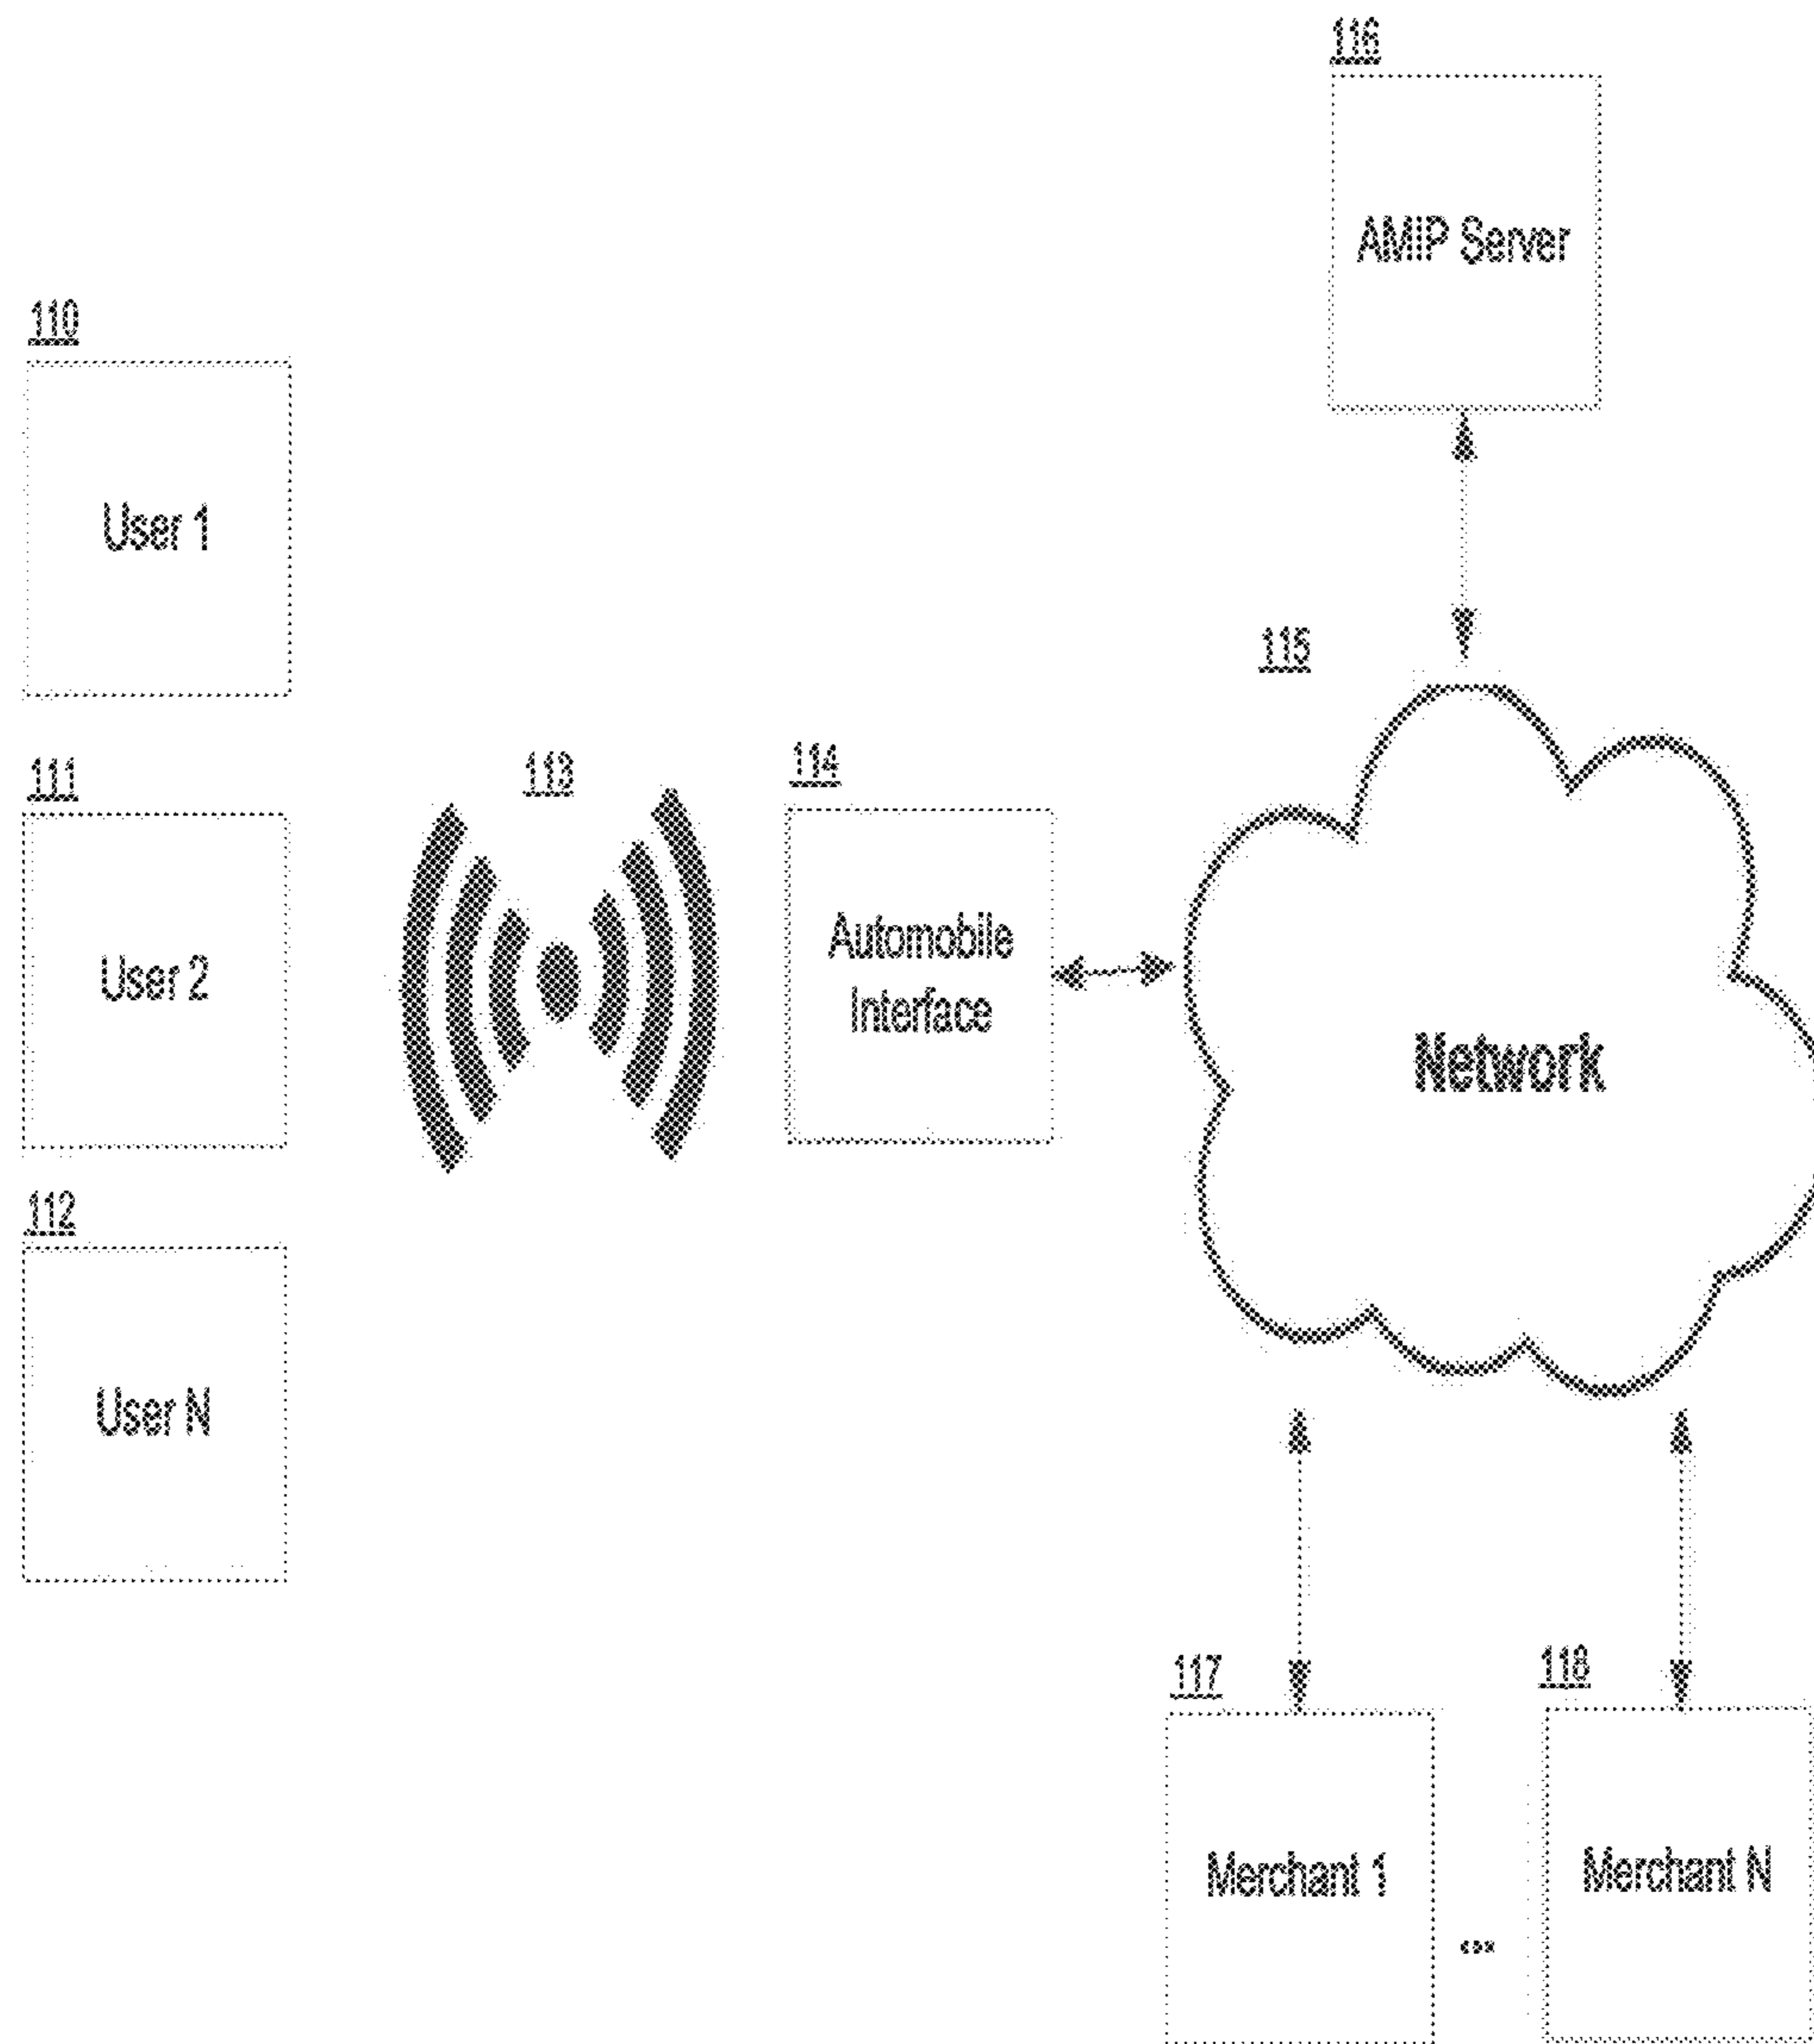 116
AMIP Server
110
User 1
115
111
User 2
113
114
Automobile
Interface
Network
112
User N
117
Merchant 1
...
118
Merchant N